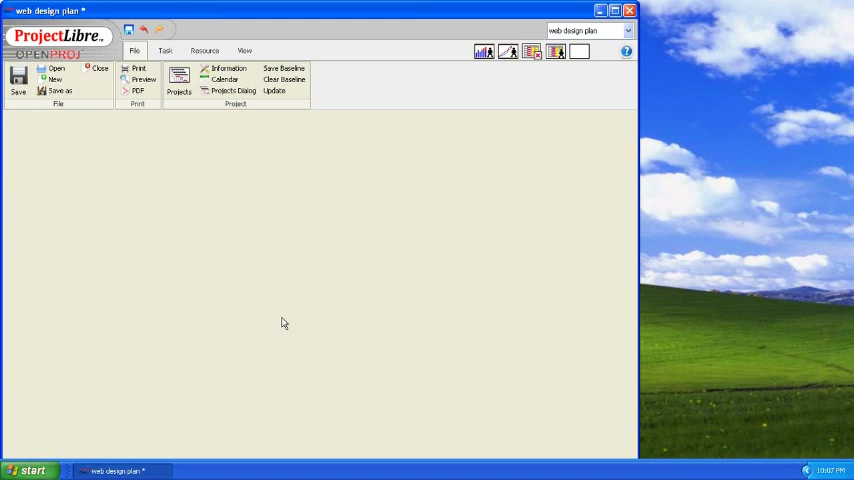 web design plan *
ProjectLibre
OPENPROJ
web design plan
File Task Resource View
Save
Open
New
Save as
Close
File
Print
Preview
PDF
Print
Projects
Information
Calendar
Projects Dialog
Save Baseline
Clear Baseline
Update
Project
start
web design plan *
10:07 PM